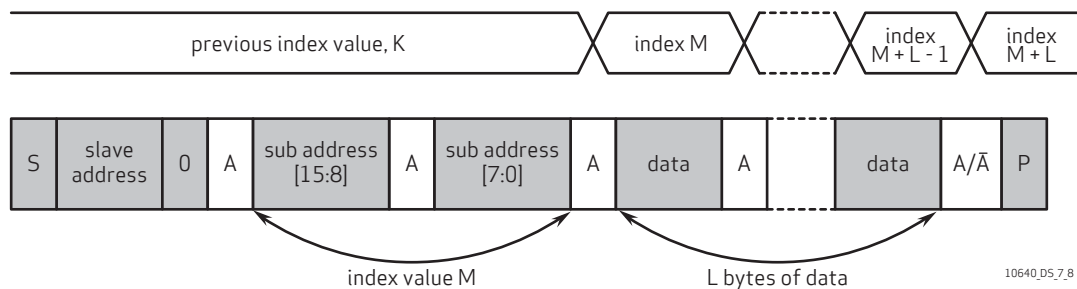 previous index value, K
index M
index
M + L - 1
index
M + L
S
slave
address
0
A
sub address
[15:8]
A
sub address
[7:0]
A
data
A
data
A/Ā
P
index value M
L bytes of data
10640_DS_7_8